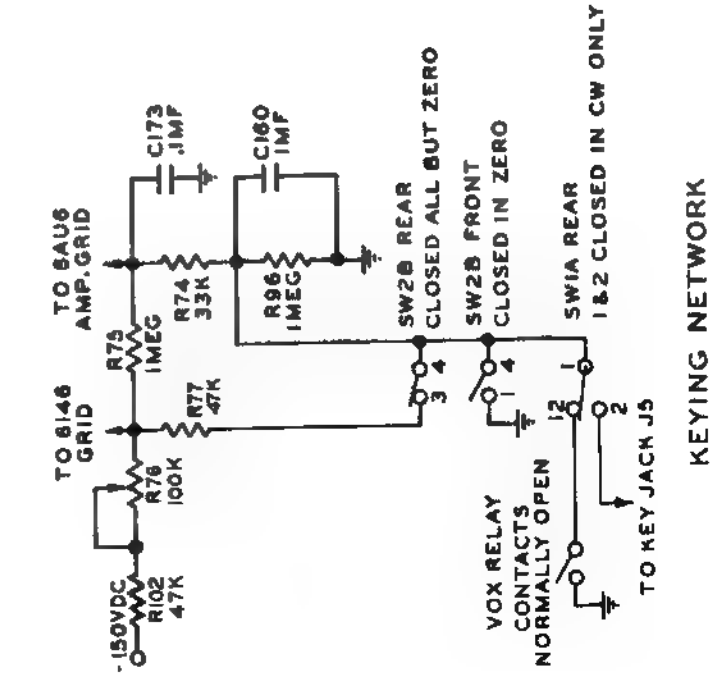 -150VDC
R102
47K
R76
100K
TO 6146
GRID
R77
47K
R75
1MEG
TO 6AU6
AMP. GRID
C173
.1MF
R74
33K
R96
1MEG
C160
1MF
SW2B REAR
CLOSED ALL BUT ZERO
3 4
SW2B FRONT
CLOSED IN ZERO
1 4
SW1A REAR
1 & 2 CLOSED IN CW ONLY
12
1
2
VOX RELAY
CONTACTS
NORMALLY OPEN
TO KEY JACK J5
KEYING NETWORK